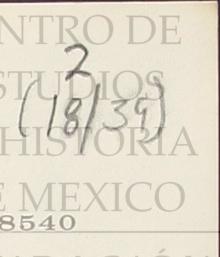 NTRO DE
2
STUDIOS
(18/39)
HISTORIA
E MEXICO
8540